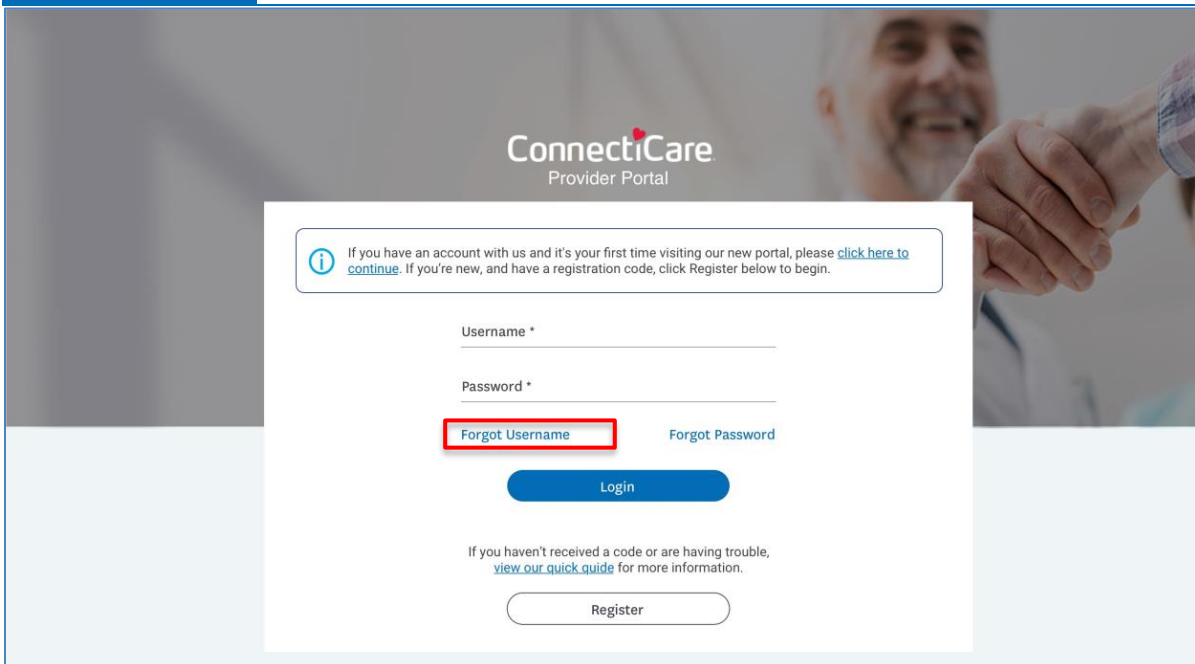 ConnectiCare
Provider Portal
If you have an account with us and it's your first time visiting our new portal, please click here to
continue. If you're new, and have a registration code, click Register below to begin.
Username *
Password *
Forgot Username Forgot Password
Login
If you haven't received a code or are having trouble,
view our quick guide for more information.
Register